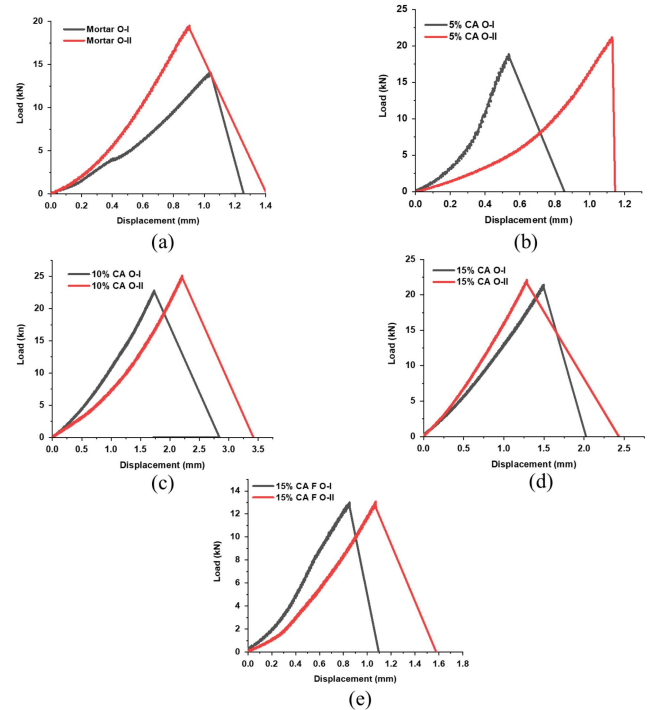 Mortar O-I
Mortar O-II
20
15
10
5
0
Load (kN)
0.0 0.2 0.4 0.6 0.8 1.0 1.2 1.4
Displacement (mm)
(a)
5% CA O-I
5% CA O-II
25
20
15
10
5
0
Load (kN)
0.0 0.2 0.4 0.6 0.8 1.0 1.2
Displacement (mm)
(b)
10% CA O-I
10% CA O-II
25
20
15
10
5
0
Load (kn)
0.0 0.5 1.0 1.5 2.0 2.5 3.0 3.5
Displacement (mm)
(c)
15% CA O-I
15% CA O-II
25
20
15
10
5
0
Load (kN)
0.0 0.5 1.0 1.5 2.0 2.5
Displacement (mm)
(d)
15% CA F O-I
15% CA F O-II
14
12
10
8
6
4
2
0
Load (kN)
0.0 0.2 0.4 0.6 0.8 1.0 1.2 1.4 1.6 1.8
Displacement (mm)
(e)